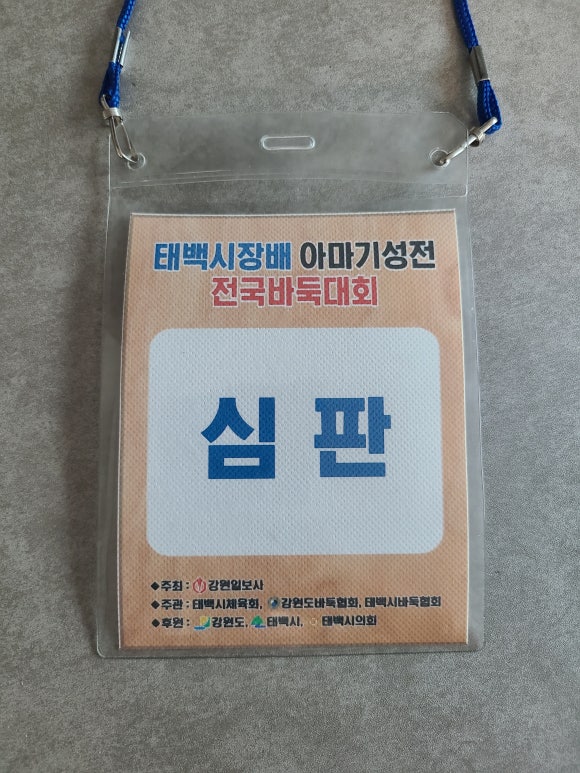 태백시장배 아마기성전
전국바둑대회
심 판
◆주최 : 강원일보사
◆주관 : 태백시체육회, 강원도바둑협회, 태백시바둑협회
◆후원 : 강원도, 태백시, 태백시의회